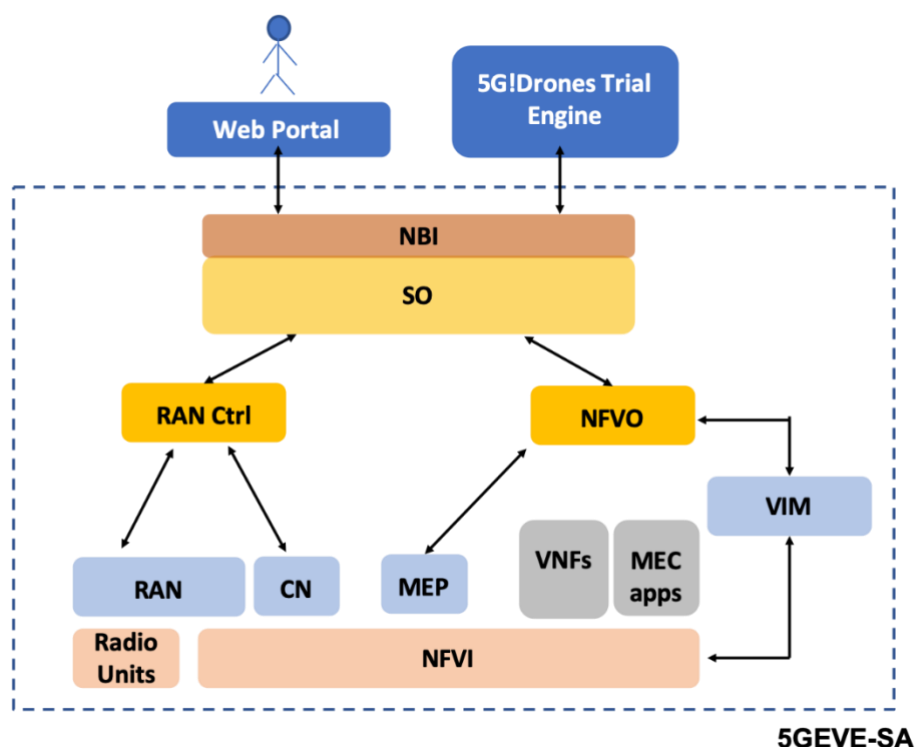 Web Portal
5G!Drones Trial
Engine
NBI
SO
RAN Ctrl
NFVO
VIM
VNFs
MEC
apps
RAN
CN
MEP
Radio
Units
NFVI
5GEVE-SA